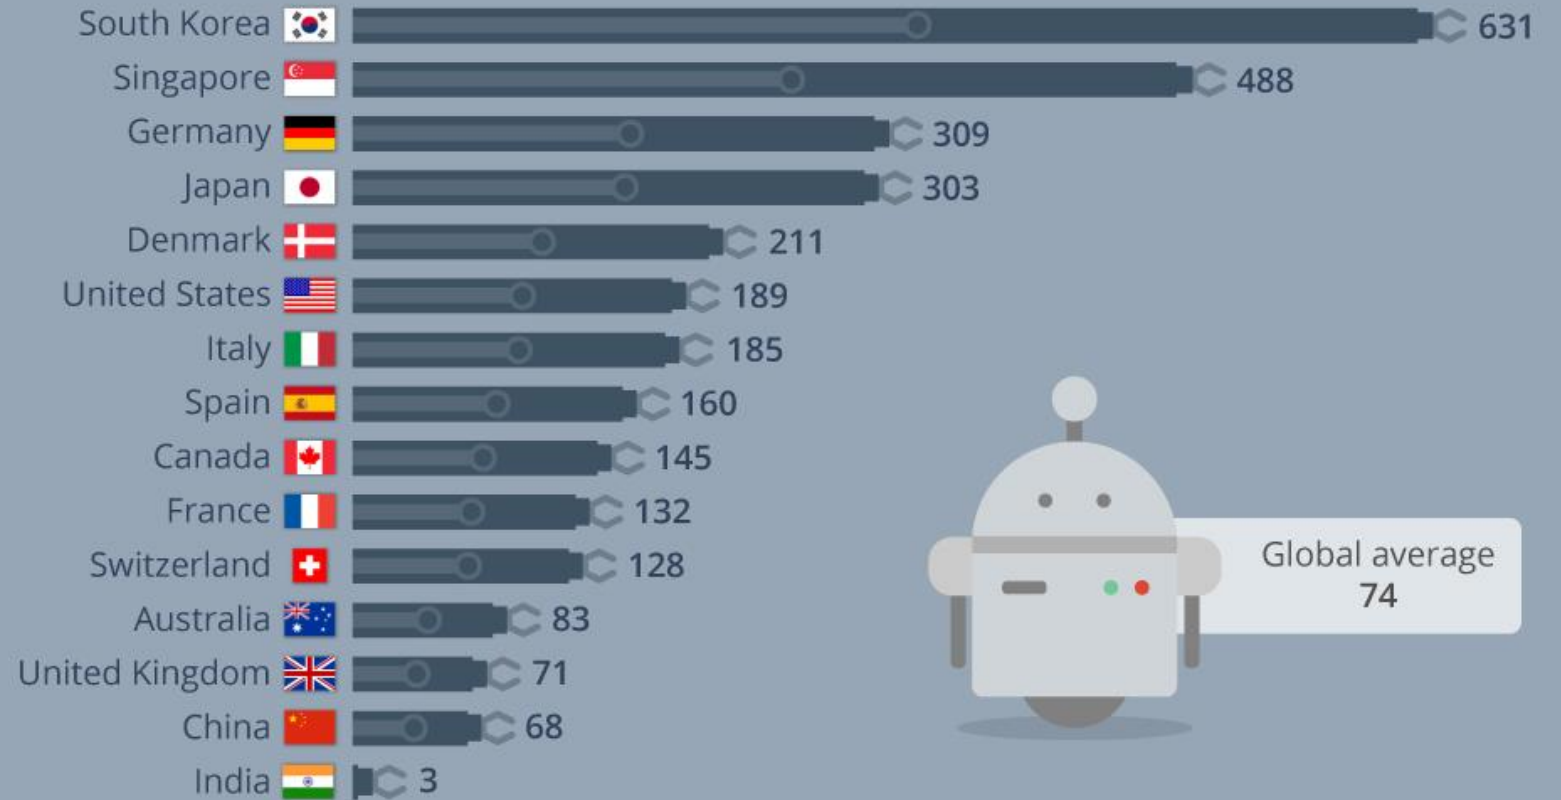 South Korea 631
Singapore 488
Germany 309
Japan 303
Denmark 211
United States 189
Italy 185
Spain 160
Canada 145
France 132
Switzerland 128
Australia 83
United Kingdom 71
China 68
India 3
Global average
74